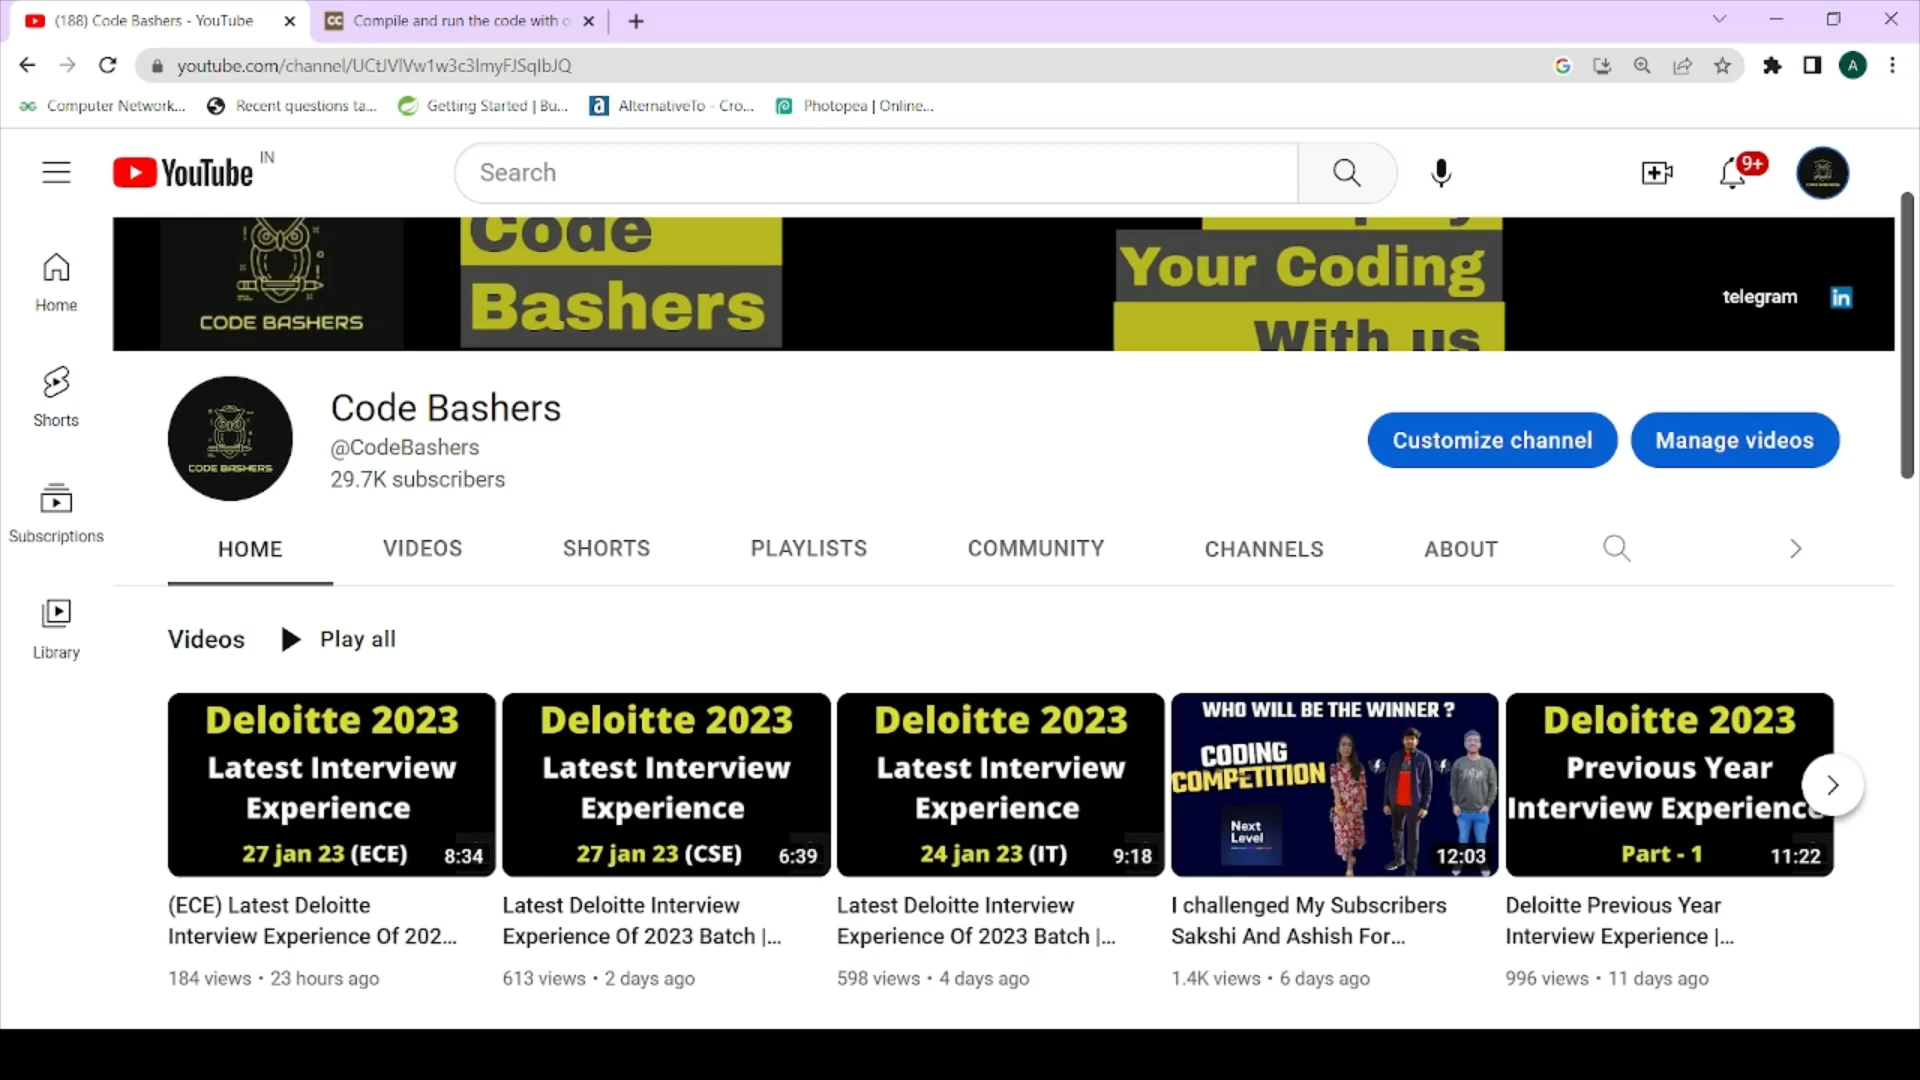 (188) Code Bashers - YouTube
Compile and run the code with
youtube.com/channel/UCtJVlVw1w3c3ImyFJSqIbJQ
A
Computer Network...
Recent questions ta...
Getting Started | Bu...
AlternativeTo - Cro...
Photopea | Online...
YouTube IN
Search
9+
Home
Shorts
Subscriptions
Library
CODE BASHERS
Code
Bashers
Your Coding
With us
telegram
in
CODE BASHERS
Code Bashers
@CodeBashers
29.7K subscribers
Customize channel
Manage videos
HOME
VIDEOS
SHORTS
PLAYLISTS
COMMUNITY
CHANNELS
ABOUT
Videos
Play all
Deloitte 2023
Latest Interview
Experience
27 jan 23 (ECE)
8:34
(ECE) Latest Deloitte
Interview Experience Of 202...
184 views • 23 hours ago
Deloitte 2023
Latest Interview
Experience
27 jan 23 (CSE)
6:39
Latest Deloitte Interview
Experience Of 2023 Batch |...
613 views • 2 days ago
Deloitte 2023
Latest Interview
Experience
24 jan 23 (IT)
9:18
Latest Deloitte Interview
Experience Of 2023 Batch |...
598 views • 4 days ago
WHO WILL BE THE WINNER ?
CODING
COMPETITION
Next
Level
12:03
I challenged My Subscribers
Sakshi And Ashish For...
1.4K views • 6 days ago
Deloitte 2023
Previous Year
Interview Experience
Part - 1
11:22
Deloitte Previous Year
Interview Experience |...
996 views • 11 days ago